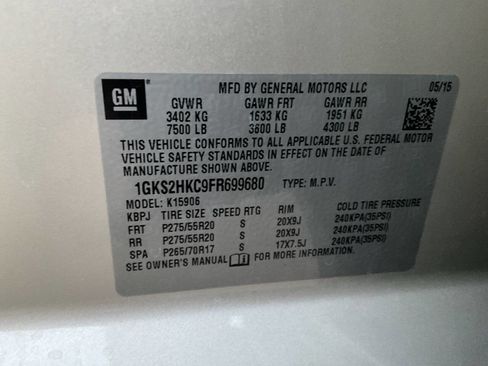 GM
MFD BY GENERAL MOTORS LLC 05/15
GVWR GAWR FRT GAWR RR
3402 KG 1633 KG 1951 KG
7500 LB 3600 LB 4300 LB
THIS VEHICLE CONFORMS TO ALL APPLICABLE U.S. FEDERAL MOTOR
VEHICLE SAFETY STANDARDS IN EFFECT ON THE DATE OF
MANUFACTURE SHOWN ABOVE.
1GKS2HKC9FR699680 TYPE: M.P.V.
MODEL: K15906
KBPJ TIRE SIZE SPEED RTG RIM COLD TIRE PRESSURE
FRT P275/55R20 S 20X9J 240KPA(35PSI)
RR P275/55R20 S 20X9J 240KPA(35PSI)
SPA P265/70R17 S 17X7.5J 240KPA(35PSI)
SEE OWNER'S MANUAL FOR MORE INFORMATION.